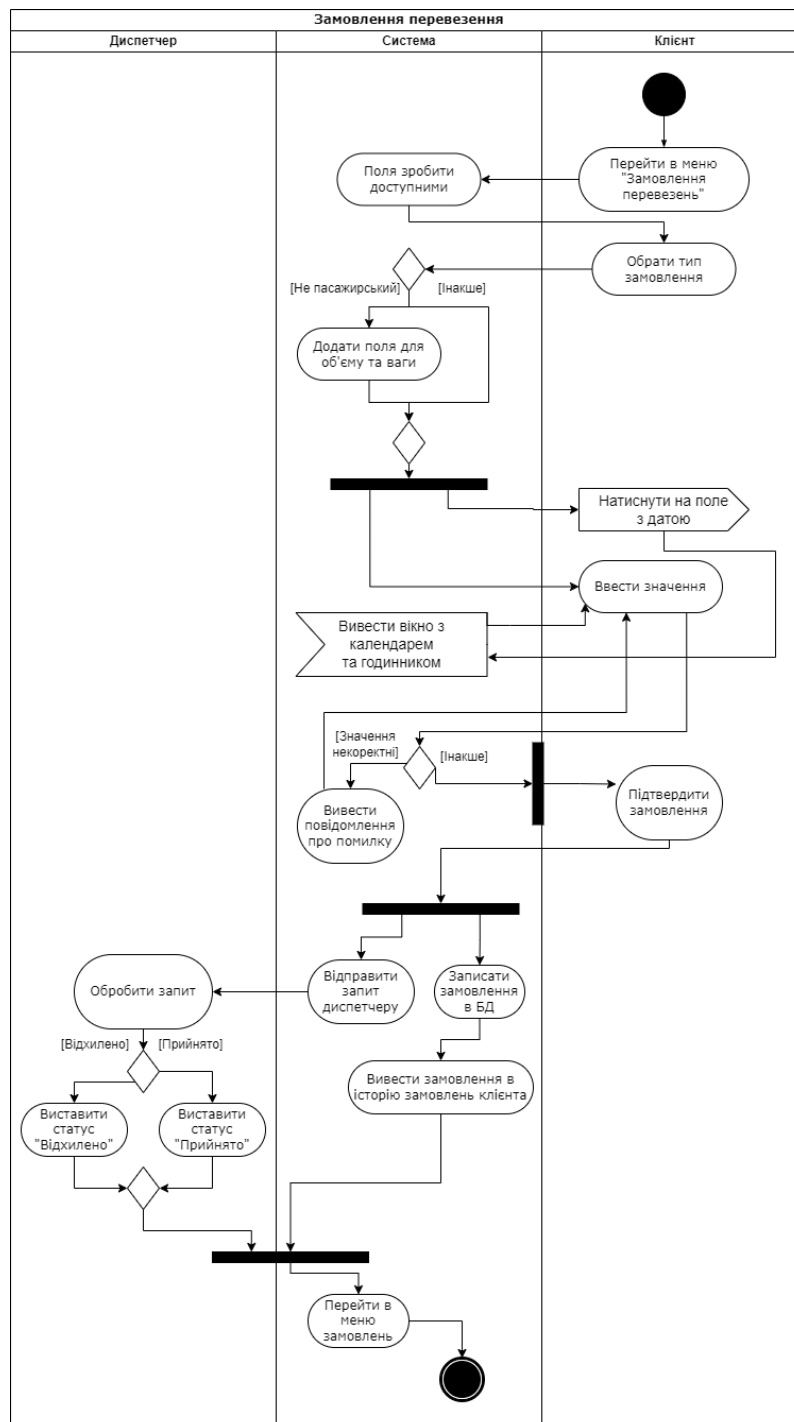 Замовлення перевезення
Диспетчер
Система
Клієнт
Перейти в меню
"Замовлення
перевезень"
Поля зробити
доступними
Обрати тип
замовлення
[Не пасажирський]
[Інакше]
Додати поля для
об'єму та ваги
Натиснути на поле
з датою
Ввести значення
Вивести вікно з
календарем
та годинником
[Значення
некоректні]
[Інакше]
Вивести
повідомлення
про помилку
Підтвердити
замовлення
Обробити запит
Відправити
запит
диспетчеру
Записати
замовлення
в БД
[Відхилено]
[Прийнято]
Вивести замовлення в
історію замовлень клієнта
Виставити
статус
"Відхилено"
Виставити
статус
"Прийнято"
Перейти в
меню
замовлень